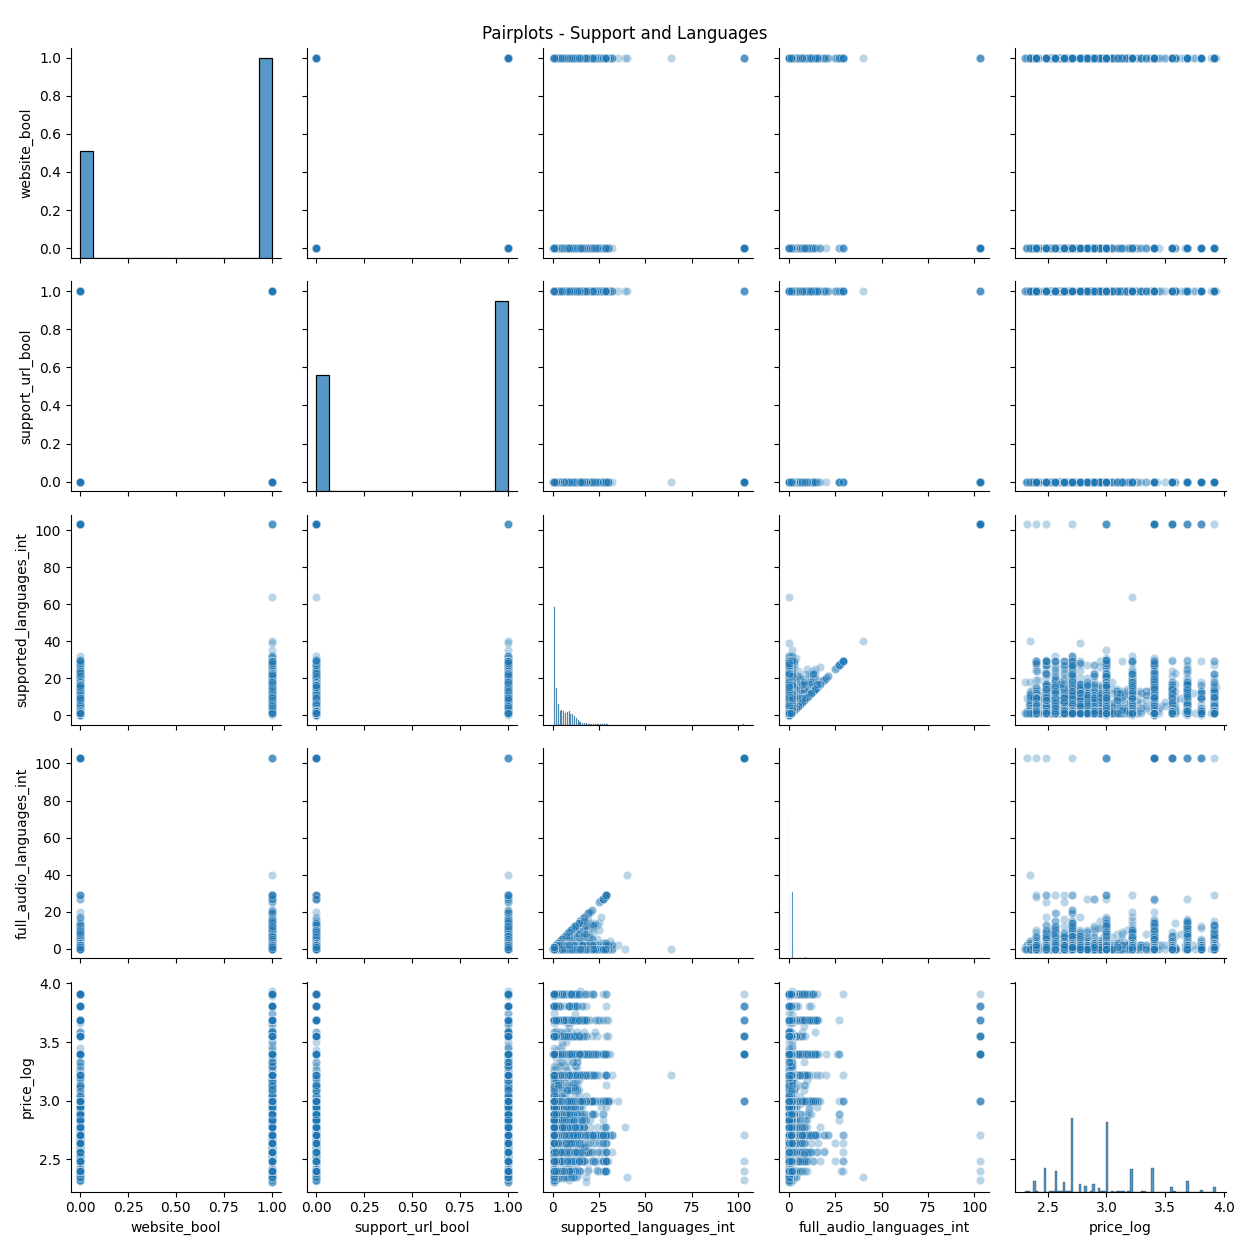 Pairplots - Support and Languages
1.0
0.8
0.6
0.4
0.2
0.0
website_bool
1.0
0.8
0.6
0.4
0.2
0.0
support_url_bool
100
80
60
40
20
0
supported_languages_int
100
80
60
40
20
0
full_audio_languages_int
4.0
3.5
3.0
2.5
price_log
0.00 0.25 0.50 0.75 1.00
website_bool
0.00 0.25 0.50 0.75 1.00
support_url_bool
0 25 50 75 100
supported_languages_int
0 25 50 75 100
full_audio_languages_int
2.5 3.0 3.5 4.0
price_log